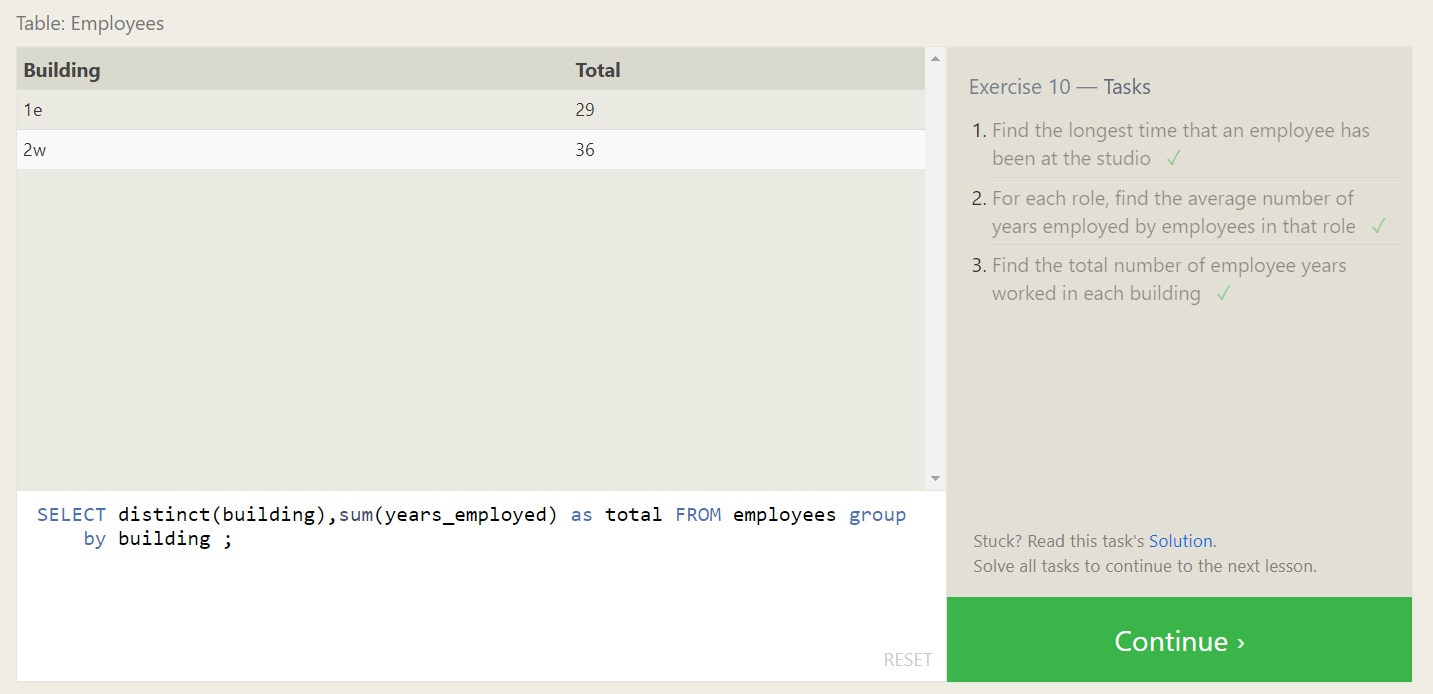 Table: Employees
Building Total
1e 29
2w 36
SELECT distinct(building),sum(years_employed) as total FROM employees group
by building ;
RESET
Exercise 10 — Tasks
1. Find the longest time that an employee has
been at the studio ✓
2. For each role, find the average number of
years employed by employees in that role ✓
3. Find the total number of employee years
worked in each building ✓
Stuck? Read this task's Solution.
Solve all tasks to continue to the next lesson.
Continue ›